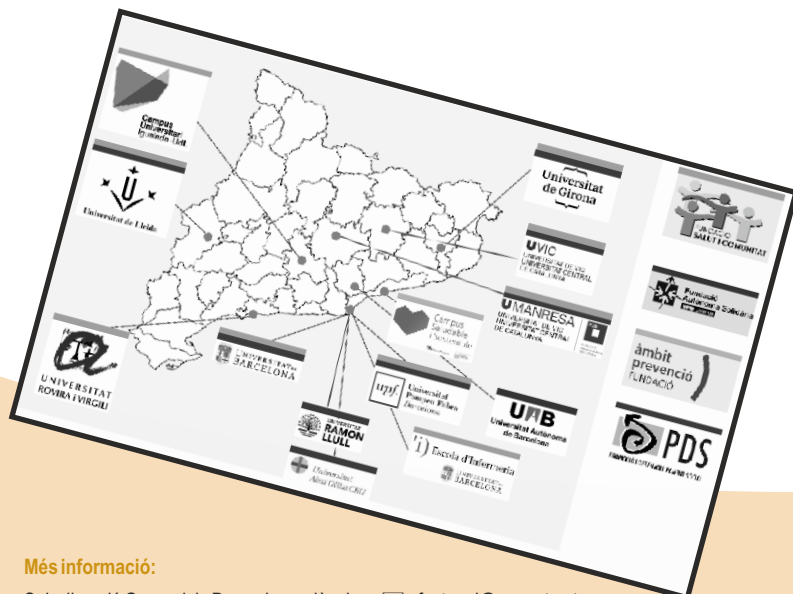 Campus
Universitari
Igualada-UdL
Universitat de Lleida
Universitat
de Girona
UVIC
UNIVERSITAT DE VIC
UNIVERSITAT CENTRAL
DE CATALUNYA
UMANRESA
UNIVERSITAT DE VIC
UNIVERSITAT CENTRAL
DE CATALUNYA
Campus
Saludable
UNIVERSITAT DE
BARCELONA
UNIVERSITAT
ROVIRA i VIRGILI
upf.
Universitat
Pompeu Fabra
Barcelona
UNIVERSITAT
RAMON
LLULL
Universitat
Abat Oliba CEU
UAB
Universitat Autònoma
de Barcelona
Escola d'Infermeria
UNIVERSITAT DE
BARCELONA
FUNDACIÓ
SALUT I COMUNITAT
Fundació
Autònoma Solidària
àmbit
prevenció
FUNDACIÓ
PDS
Més informació: